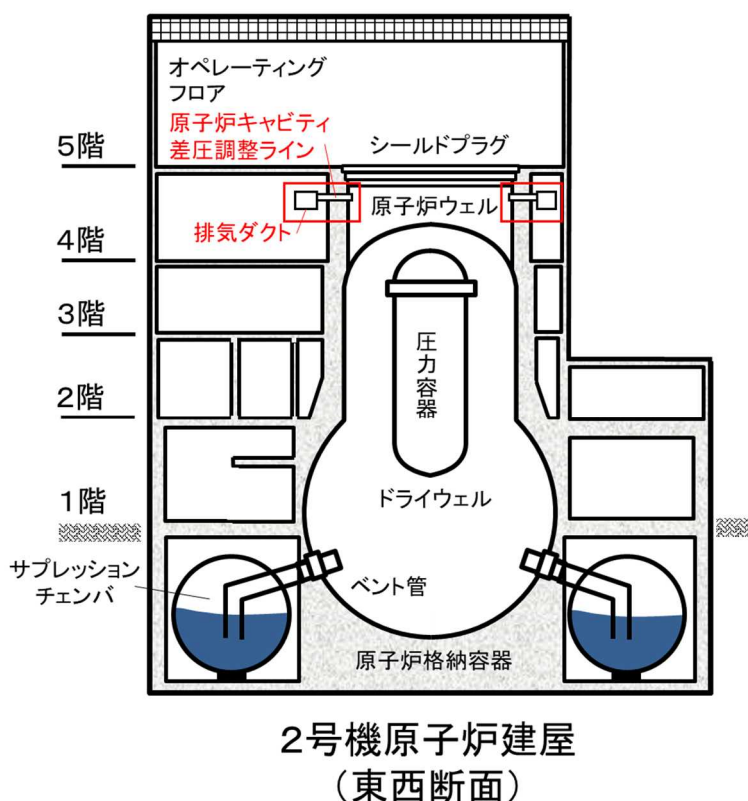 オペレーティング
フロア
原子炉キャビティ
差圧調整ライン
シールドプラグ
5階
原子炉ウェル
排気ダクト
4階
3階
圧力容器
2階
ドライウェル
1階
サプレッション
チェンバ
ベント管
原子炉格納容器
2号機原子炉建屋
(東西断面)